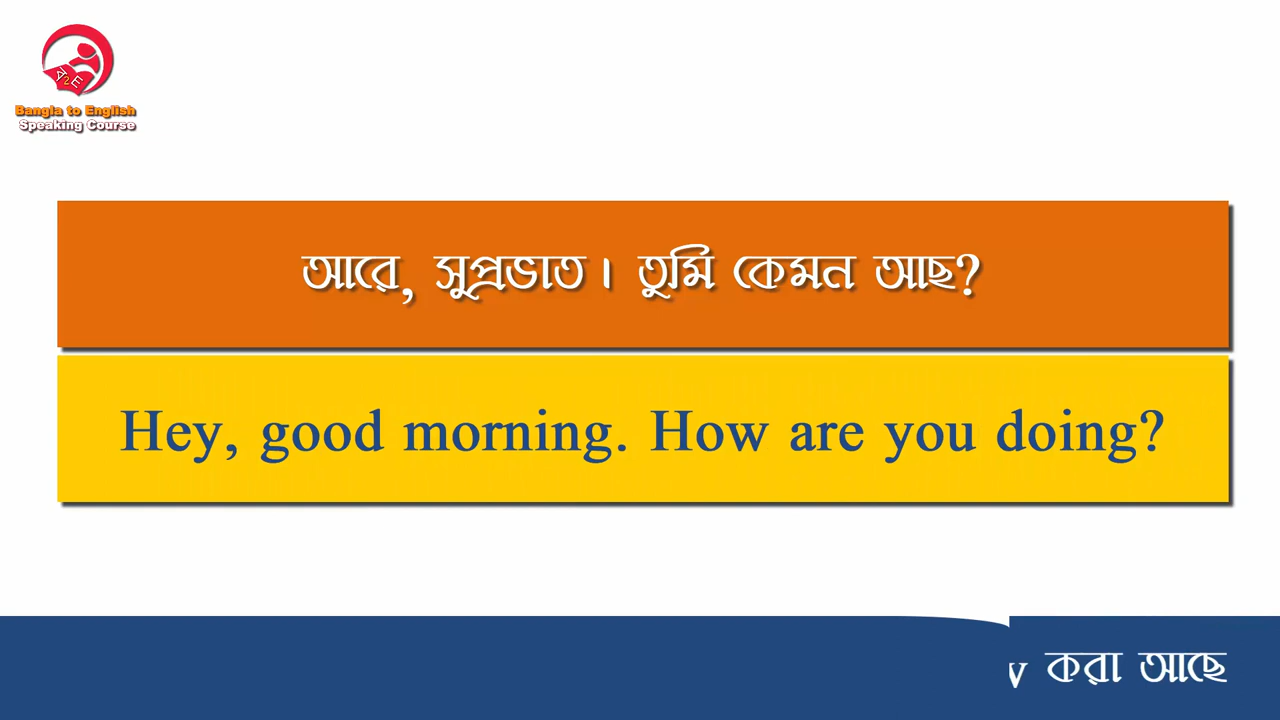 Bangla to English
Speaking Course
আরে, সুপ্রভাত। তুমি কেমন আছ?
Hey, good morning. How are you doing?
করা আছে